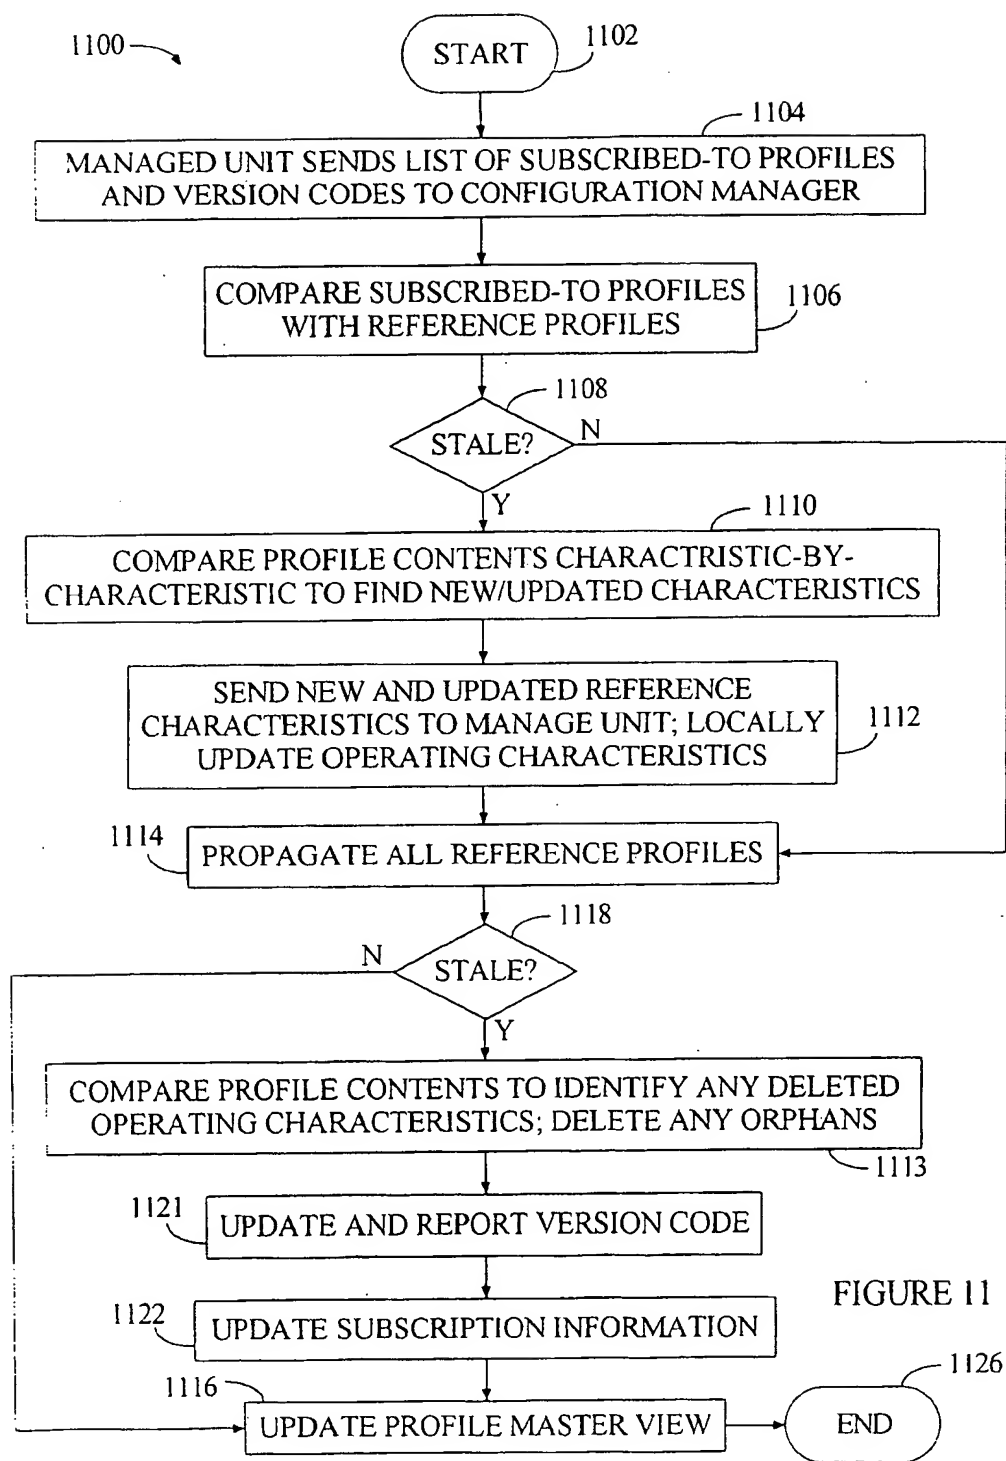 1100
START
1102
1104
MANAGED UNIT SENDS LIST OF SUBSCRIBED-TO PROFILES
AND VERSION CODES TO CONFIGURATION MANAGER
COMPARE SUBSCRIBED-TO PROFILES
WITH REFERENCE PROFILES
1106
1108
STALE?
N
Y
1110
COMPARE PROFILE CONTENTS CHARACTRISTIC-BY-
CHARACTERISTIC TO FIND NEW/UPDATED CHARACTERISTICS
SEND NEW AND UPDATED REFERENCE
CHARACTERISTICS TO MANAGE UNIT; LOCALLY
UPDATE OPERATING CHARACTERISTICS
1112
1114
PROPAGATE ALL REFERENCE PROFILES
1118
N
STALE?
Y
COMPARE PROFILE CONTENTS TO IDENTIFY ANY DELETED
OPERATING CHARACTERISTICS; DELETE ANY ORPHANS
1113
1121
UPDATE AND REPORT VERSION CODE
FIGURE 11
1122
UPDATE SUBSCRIPTION INFORMATION
1116
UPDATE PROFILE MASTER VIEW
1126
END